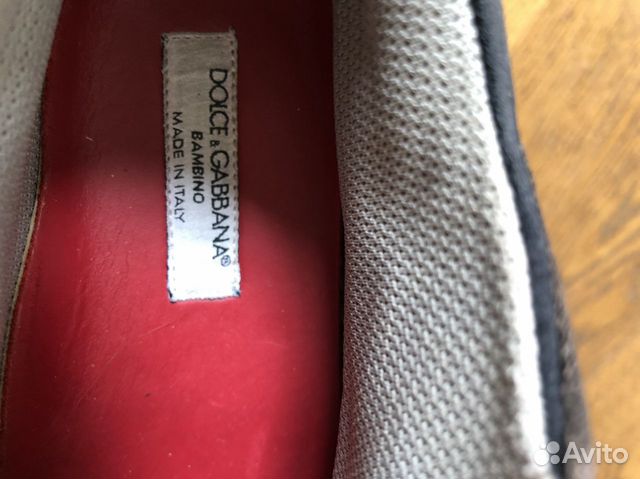 DOLCE & GABBANA®
BAMBINO
MADE IN ITALY
Avito